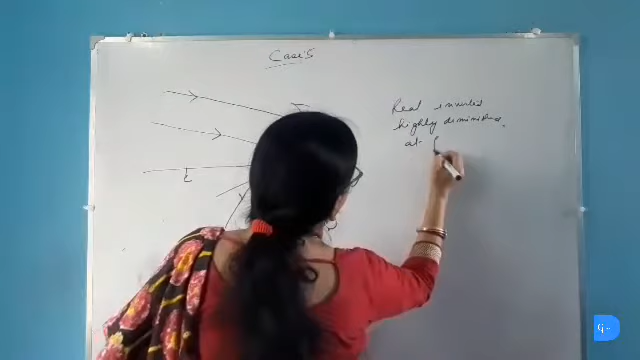 Case: 5
Real inverted
highly diminished.
at f